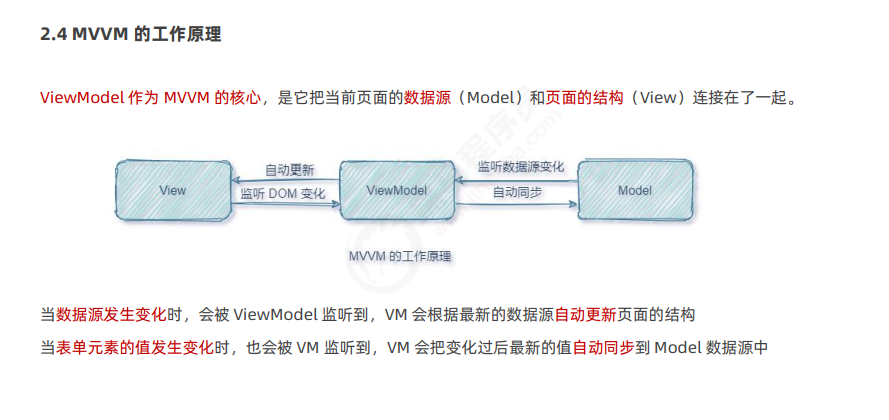 2.4 MVVM 的工作原理
ViewModel 作为 MVVM 的核心，是它把当前页面的数据源（Model）和页面的结构（View）连接在了一起。
自动更新
监听数据源变化
View
监听 DOM 变化
ViewModel
自动同步
Model
MVVM 的工作原理
当数据源发生变化时，会被 ViewModel 监听到，VM 会根据最新的数据源自动更新页面的结构
当表单元素的值发生变化时，也会被 VM 监听到，VM 会把变化过后最新的值自动同步到 Model 数据源中